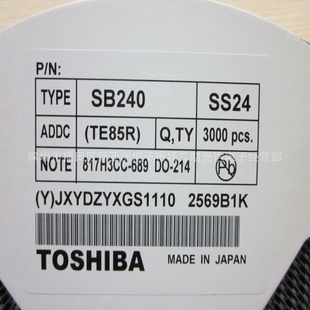 P/N:
TYPE SB240 SS24
ADDC (TE85R) Q,TY 3000 pcs.
NOTE 817H3CC-689 DO-214 Pb
(Y)JXYDZYXGS1110 2569B1K
TOSHIBA MADE IN JAPAN